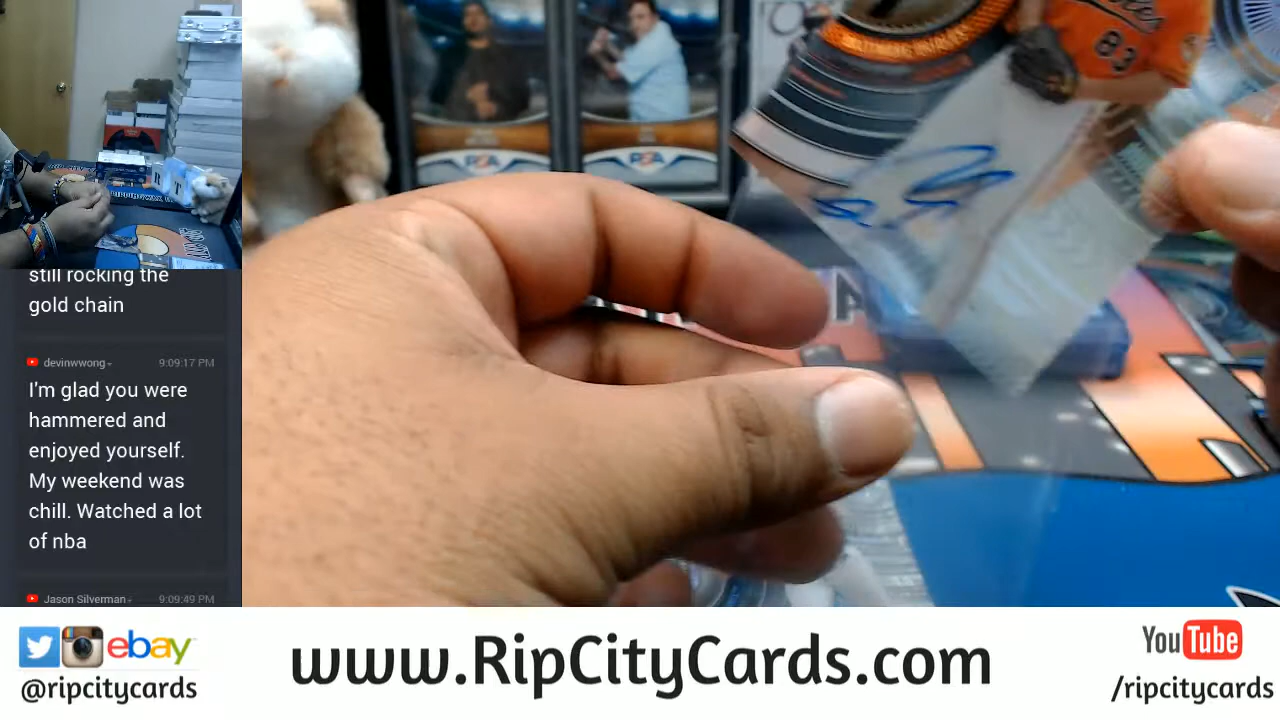 still rocking the
gold chain
devinwwong-
9:09:17 PM
I'm glad you were
hammered and
enjoyed yourself.
My weekend was
chill. Watched a lot
of nba
Jason Silverman-
9:09:49 PM
83
ebay
@ripcitycards
www.RipCityCards.com
YouTube
/ripcitycards